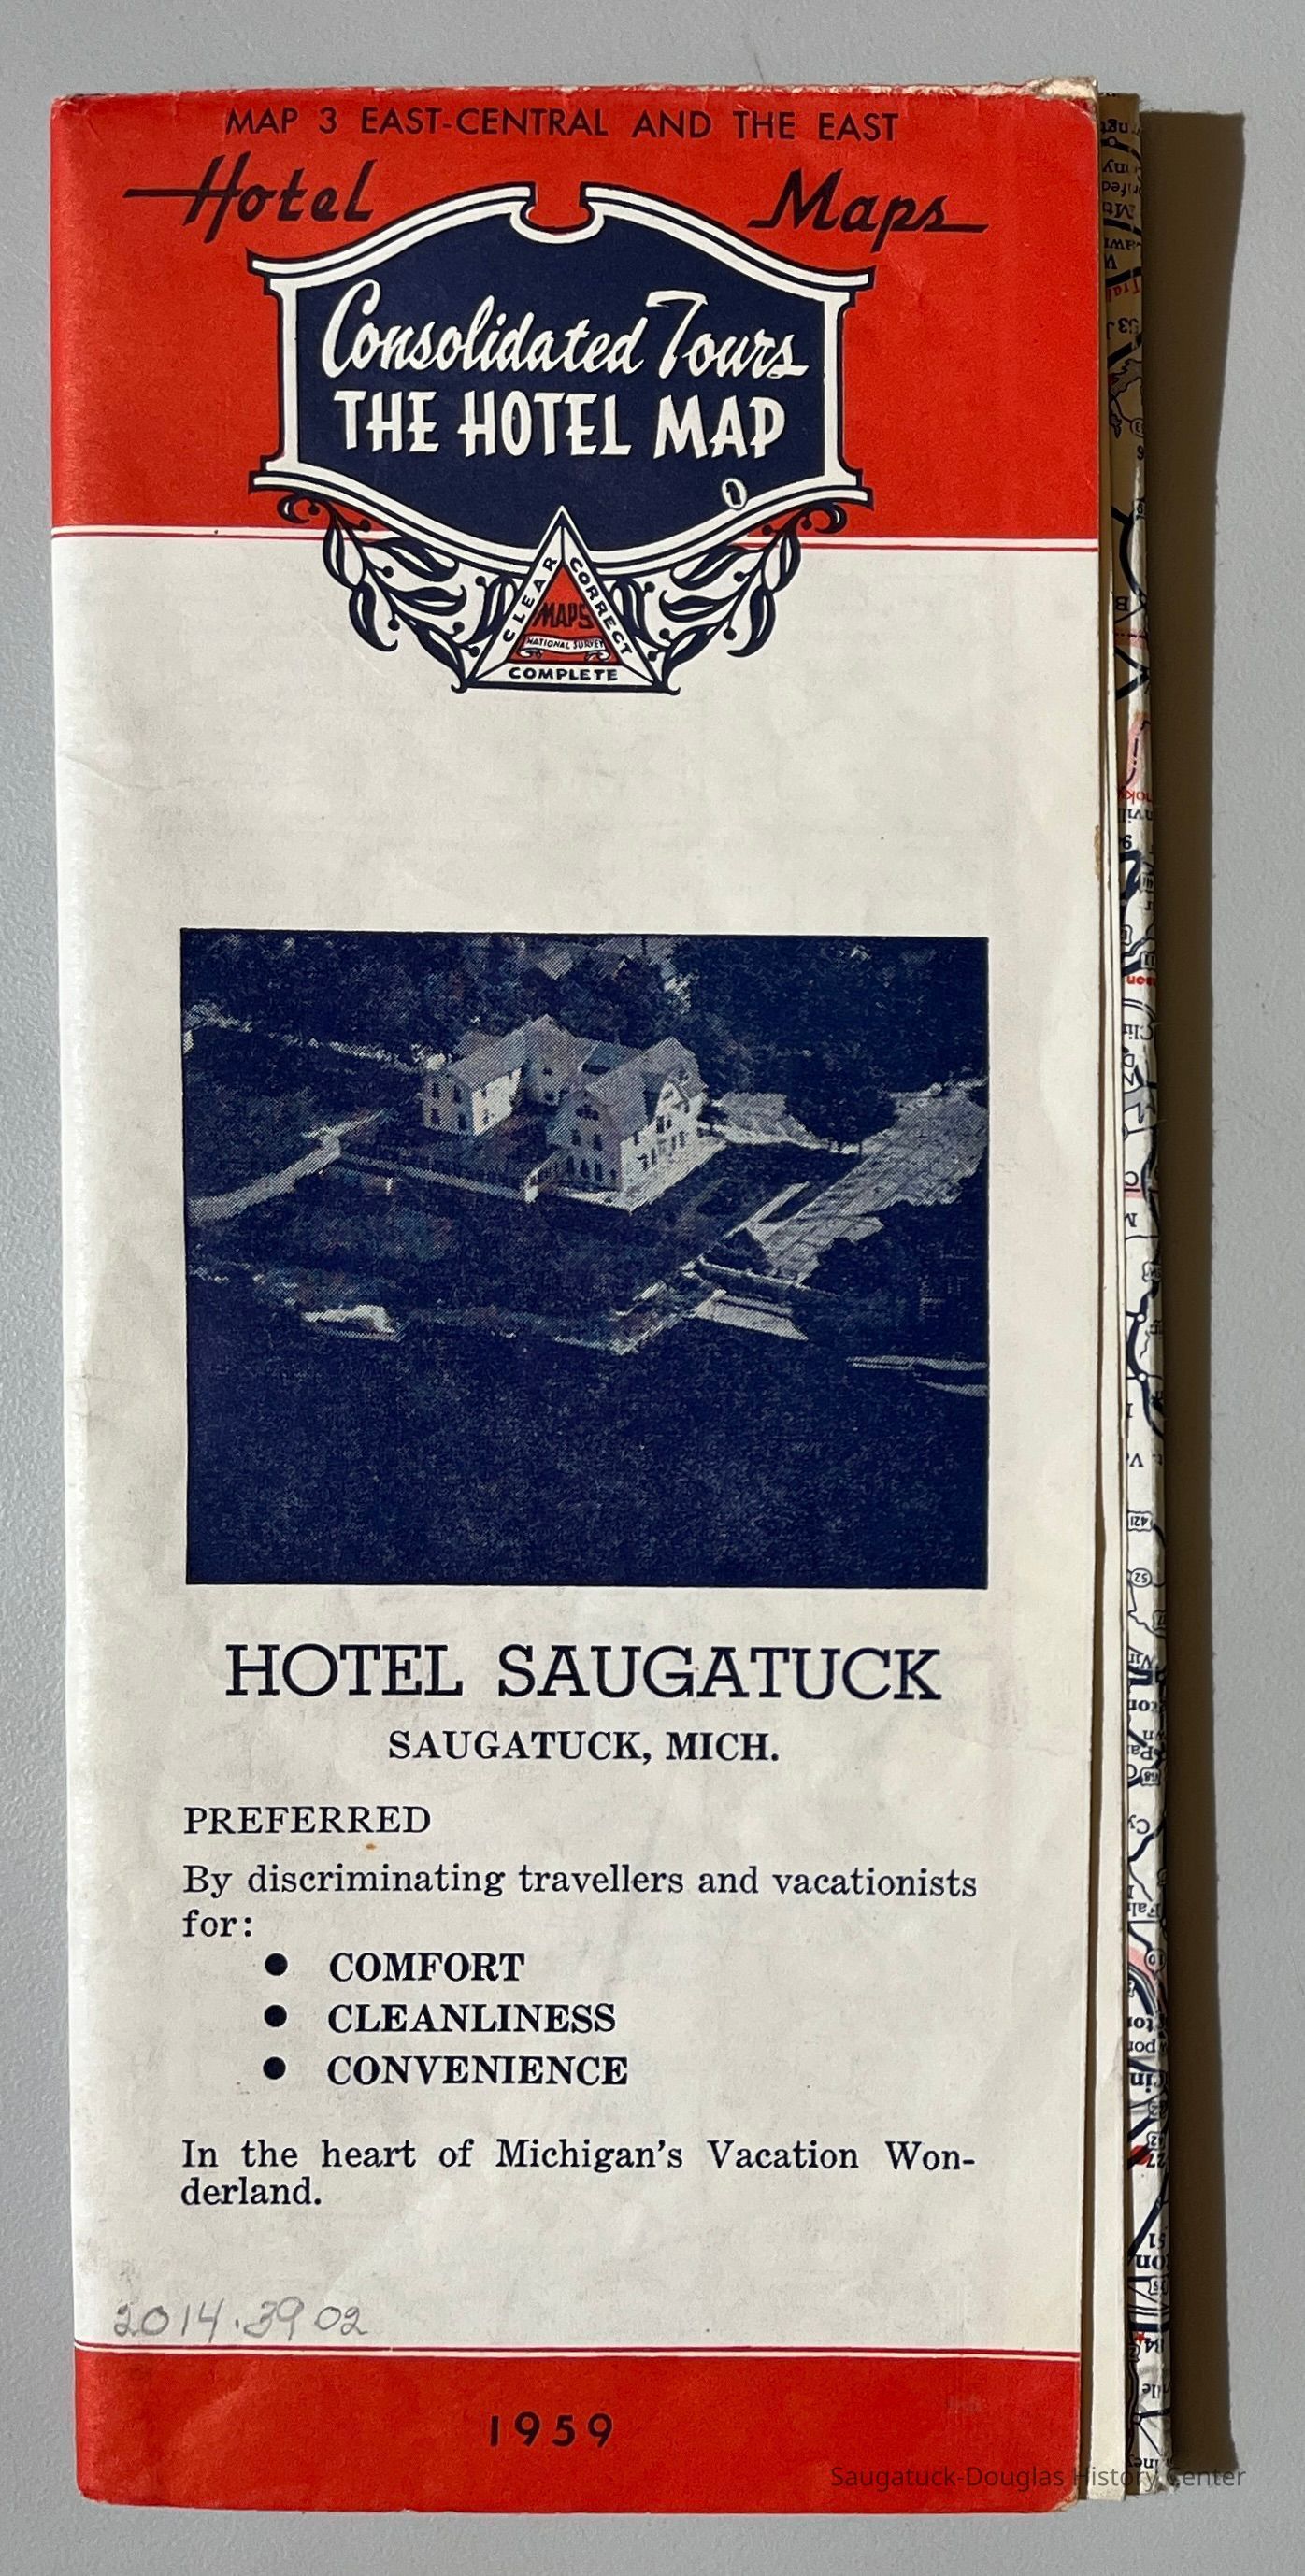 MAP 3 EAST-CENTRAL AND THE EAST
Hotel Maps
Consolidated Tours
THE HOTEL MAP
CLEAR CORRECT
MAPS
NATIONAL SURVEY
COMPLETE
HOTEL SAUGATUCK
SAUGATUCK, MICH.
PREFERRED
By discriminating travellers and vacationists
for:
● COMFORT
● CLEANLINESS
● CONVENIENCE
In the heart of Michigan's Vacation Won-
derland.
2014.39 02
1959
Saugatuck-Douglas History Center